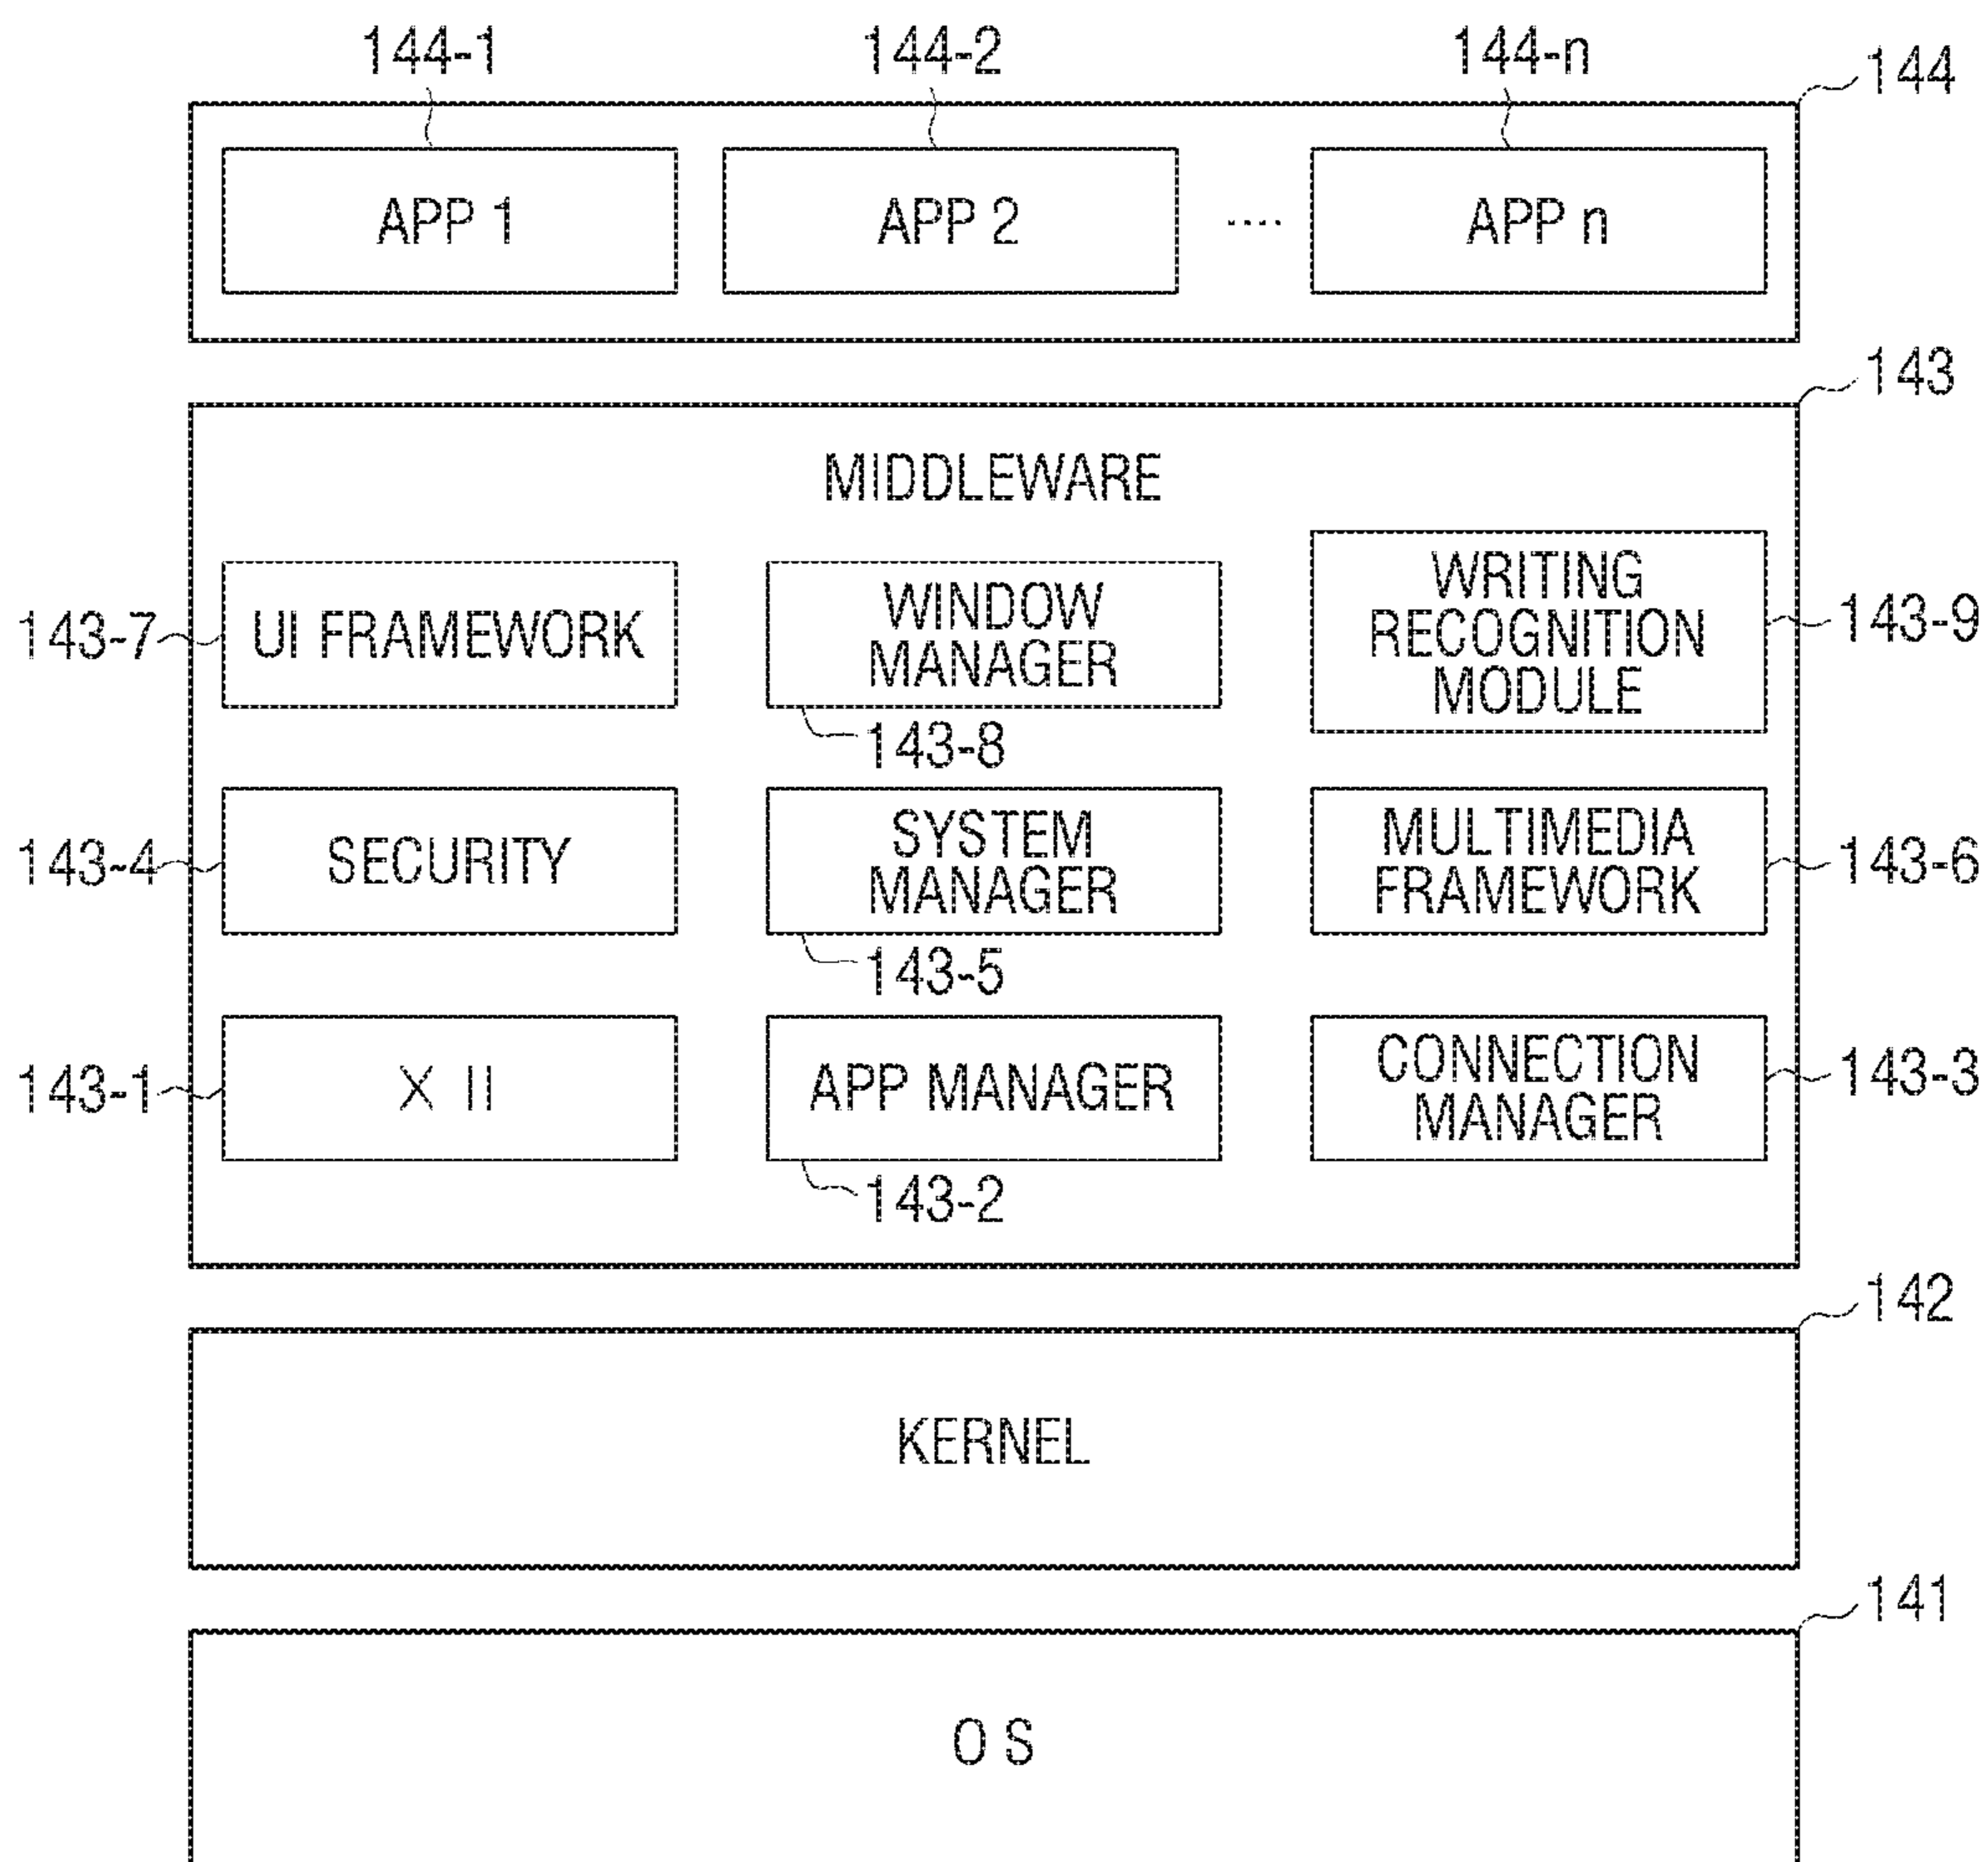 144-1
144-2
144-n
144
APP 1
APP 2
....
APP n
143
MIDDLEWARE
143-7
UI FRAMEWORK
WINDOW
MANAGER
143-8
WRITING
RECOGNITION
MODULE
143-9
143-4
SECURITY
SYSTEM
MANAGER
143-5
MULTIMEDIA
FRAMEWORK
143-6
143-1
X II
APP MANAGER
143-2
CONNECTION
MANAGER
143-3
142
KERNEL
141
O S